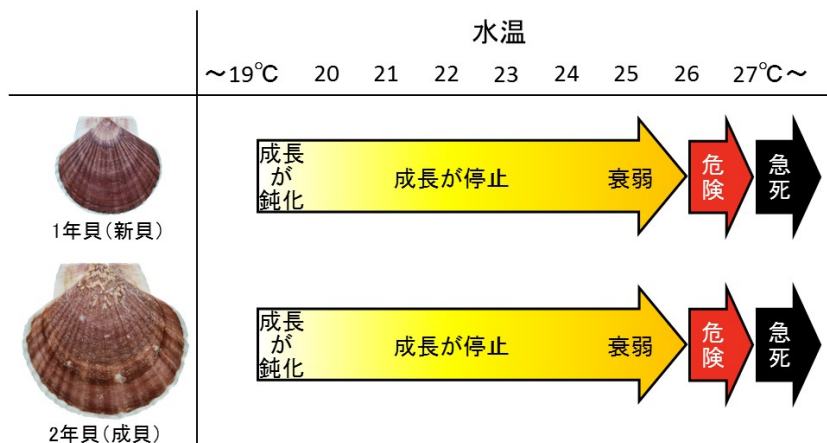 水温
～19℃ 20 21 22 23 24 25 26 27℃～
1年貝(新貝)
成長
が
鈍化
成長が停止
衰弱
危
険
急
死
2年貝(成貝)
成長
が
鈍化
成長が停止
衰弱
危
険
急
死